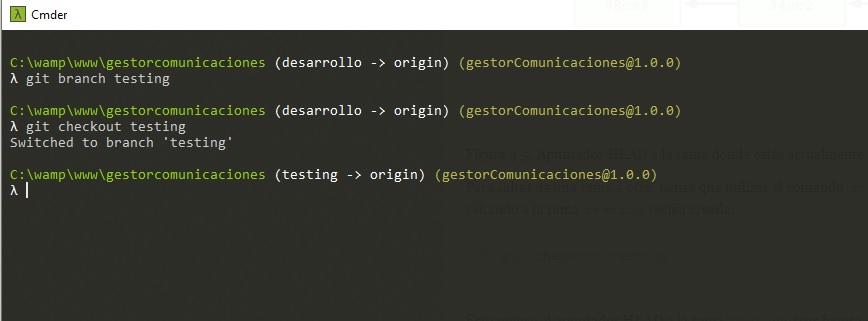 λ Cmder
C:\wamp\www\gestorcomunicaciones (desarrollo -> origin) (gestorComunicaciones@1.0.0)
λ git branch testing
C:\wamp\www\gestorcomunicaciones (desarrollo -> origin) (gestorComunicaciones@1.0.0)
λ git checkout testing
Switched to branch 'testing'
C:\wamp\www\gestorcomunicaciones (testing -> origin) (gestorComunicaciones@1.0.0)
λ